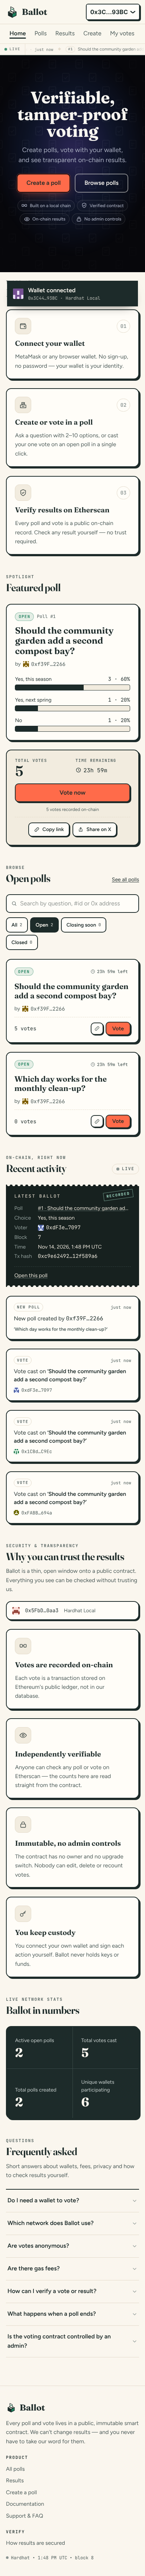 Ballot
0x3C...93BC
Home Polls Results Create My votes
LIVE just now #1 Should the community garden
Verifiable,
tamper-proof
voting
Create polls, vote with your wallet,
and see transparent on-chain results.
Create a poll Browse polls
Built on a local chain Verified contract
On-chain results No admin controls
Wallet connected
0x3C44…93BC · Hardhat Local
01
Connect your wallet
MetaMask or any browser wallet. No sign-up,
no password — your wallet is your identity.
02
Create or vote in a poll
Ask a question with 2–10 options, or cast
your one vote on an open poll in a single
click.
03
Verify results on Etherscan
Every poll and vote is a public on-chain
record. Check any result yourself — no trust
required.
SPOTLIGHT
Featured poll
OPEN Poll #1
Should the community
garden add a second
compost bay?
by 0xf39F…2266
Yes, this season 3 · 60%
Yes, next spring 1 · 20%
No 1 · 20%
TOTAL VOTES TIME REMAINING
5 23h 59m
Vote now
5 votes recorded on-chain
Copy link Share on X
BROWSE
Open polls See all polls
Search by question, #id or 0x address
All 2 Open 2 Closing soon 0
Closed 0
OPEN 23h 59m left
Should the community garden
add a second compost bay?
by 0xf39F…2266
5 votes Vote
OPEN 23h 59m left
Which day works for the
monthly clean-up?
by 0xf39F…2266
0 votes Vote
ON-CHAIN, RIGHT NOW
Recent activity LIVE
LATEST BALLOT RECORDED
Poll #1 · Should the community garden ad…
Choice Yes, this season
Voter 0xdF3e…7097
Block 7
Time Nov 14, 2026, 1:48 PM UTC
Tx hash 0xc9e62492…12f589a6
Open this poll
NEW POLL just now
New poll created by 0xf39F…2266
'Which day works for the monthly clean-up?'
VOTE just now
Vote cast on 'Should the community garden
add a second compost bay?'
0xdF3e…7097
VOTE just now
Vote cast on 'Should the community garden
add a second compost bay?'
0x1CBd…C9Ec
VOTE just now
Vote cast on 'Should the community garden
add a second compost bay?'
0xFABB…694a
SECURITY & TRANSPARENCY
Why you can trust the results
Ballot is a thin, open window onto a public contract.
Everything you see can be checked without trusting
us.
0x5FbD…0aa3 Hardhat Local
Votes are recorded on-chain
Each vote is a transaction stored on
Ethereum's public ledger, not in our
database.
Independently verifiable
Anyone can check any poll or vote on
Etherscan — the counts here are read
straight from the contract.
Immutable, no admin controls
The contract has no owner and no upgrade
switch. Nobody can edit, delete or recount
votes.
You keep custody
You connect your own wallet and sign each
action yourself. Ballot never holds keys or
funds.
LIVE NETWORK STATS
Ballot in numbers
Active open polls Total votes cast
2 5
Total polls created Unique wallets
participating
2 6
QUESTIONS
Frequently asked
Short answers about wallets, fees, privacy and how
to check results yourself.
Do I need a wallet to vote?
Which network does Ballot use?
Are votes anonymous?
Are there gas fees?
How can I verify a vote or result?
What happens when a poll ends?
Is the voting contract controlled by an
admin?
Ballot
Every poll and vote lives in a public, immutable smart
contract. We can't change results — and you never
have to take our word for them.
PRODUCT
All polls
Results
Create a poll
Documentation
Support & FAQ
VERIFY
How results are secured
Hardhat · 1:48 PM UTC · block 8